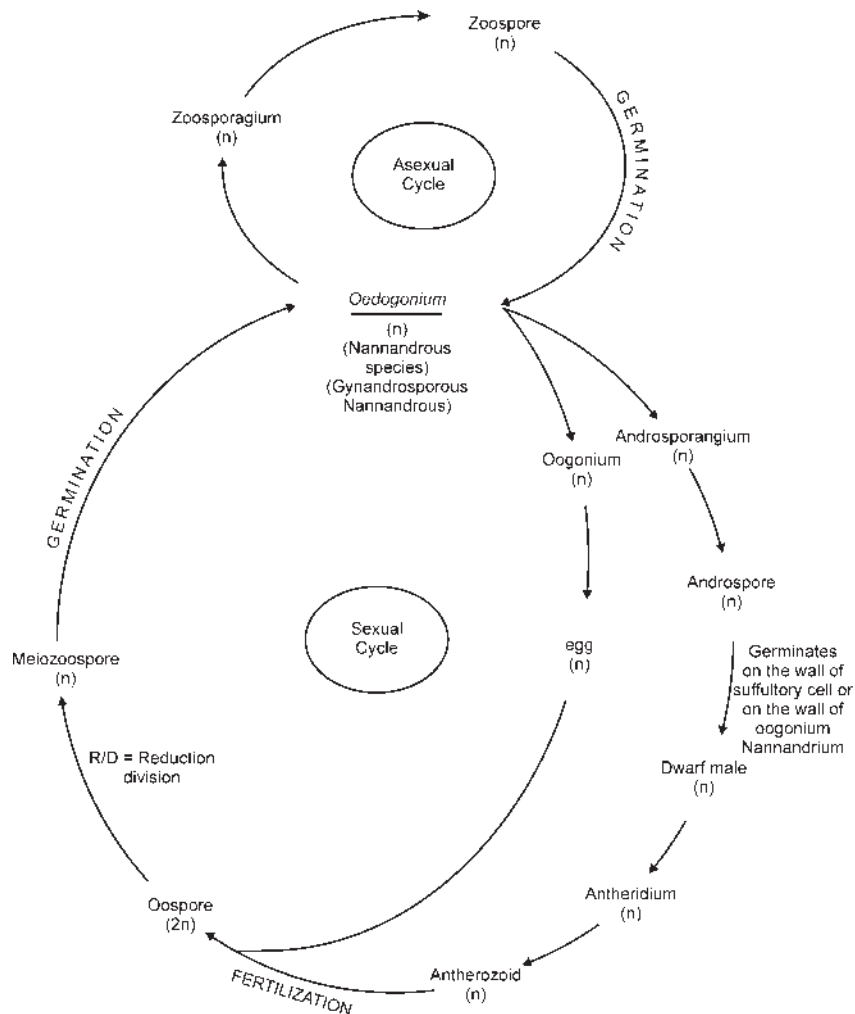 Zoospore
(n)
Zoosporagium
(n)
GERMINATION
Asexual
Cycle
Oedogonium
(n)
(Nannandrous
species)
(Gynandrosporous
Nannandrous)
Androsporangium
(n)
Oogonium
(n)
GERMINATION
Androspore
(n)
Sexual
Cycle
egg
(n)
Germinates
on the wall of
suffultory cell or
on the wall of
oogonium
Nannandrium
Meiozoospore
(n)
R/D = Reduction
division
Dwarf male
(n)
Antheridium
(n)
Oospore
(2n)
Antherozoid
(n)
FERTILIZATION